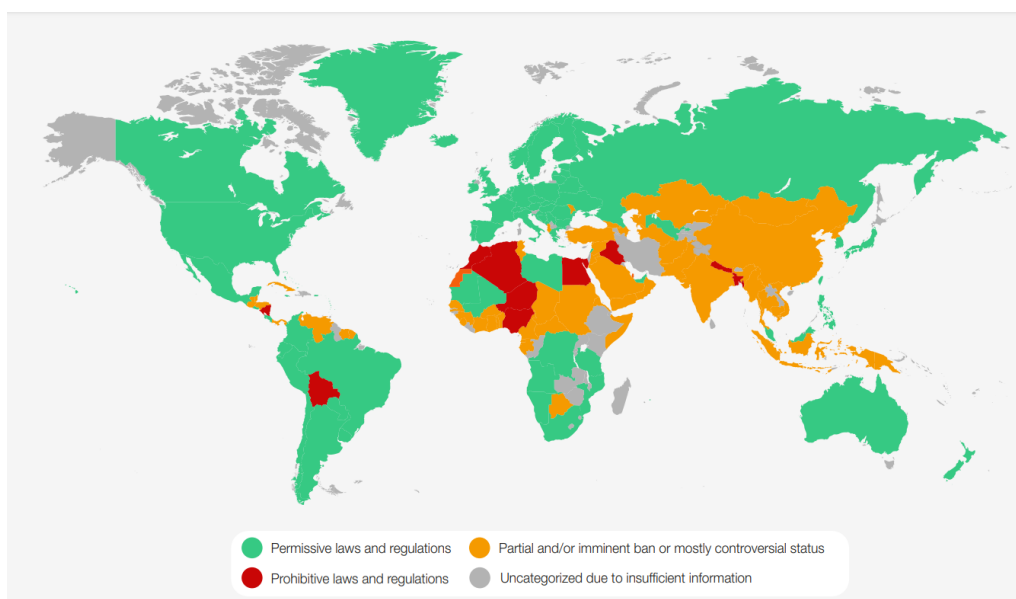 Permissive laws and regulations
Partial and/or imminent ban or mostly controversial status
Prohibitive laws and regulations
Uncategorized due to insufficient information